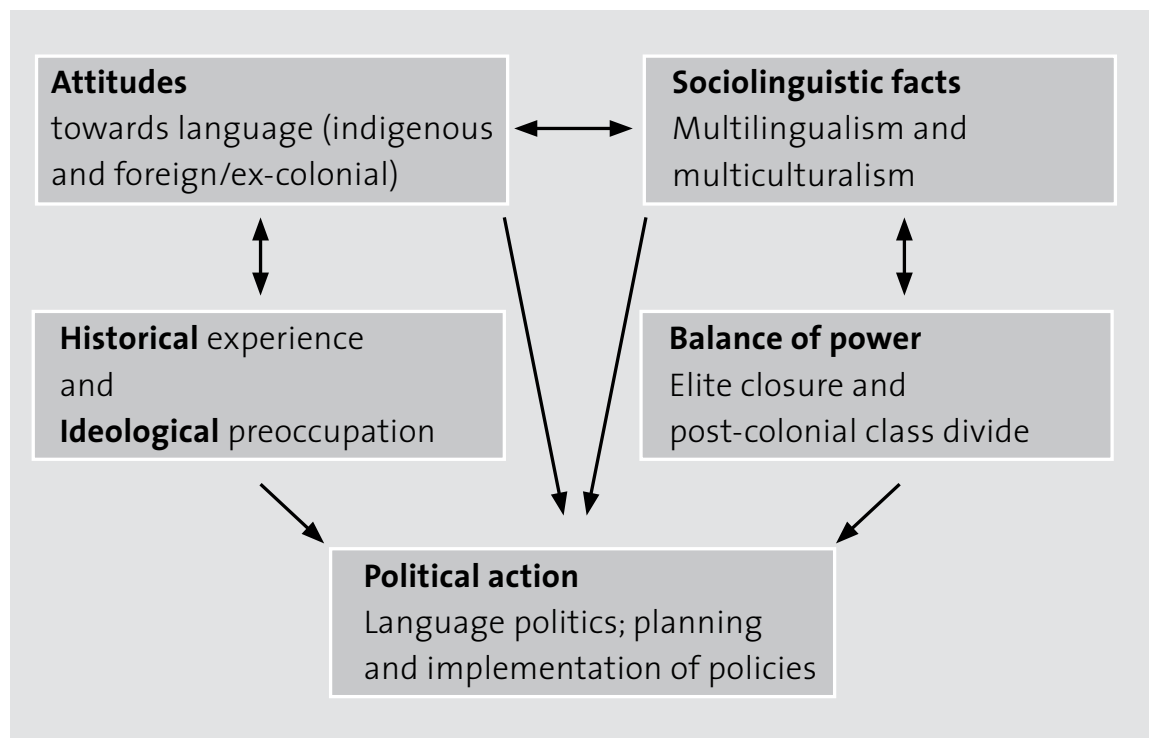 Attitudes
towards language (indigenous
and foreign/ex-colonial)
Sociolinguistic facts
Multilingualism and
multiculturalism
Historical experience
and
Ideological preoccupation
Balance of power
Elite closure and
post-colonial class divide
Political action
Language politics; planning
and implementation of policies